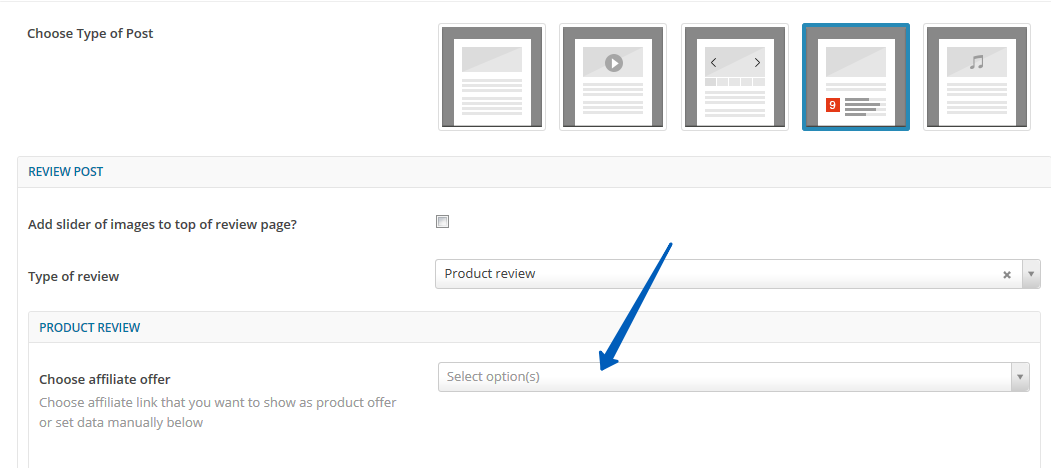 Choose Type of Post
9
REVIEW POST
Add slider of images to top of review page?
Type of review
Product review
PRODUCT REVIEW
Choose affiliate offer
Select option(s)
Choose affiliate link that you want to show as product offer
or set data manually below